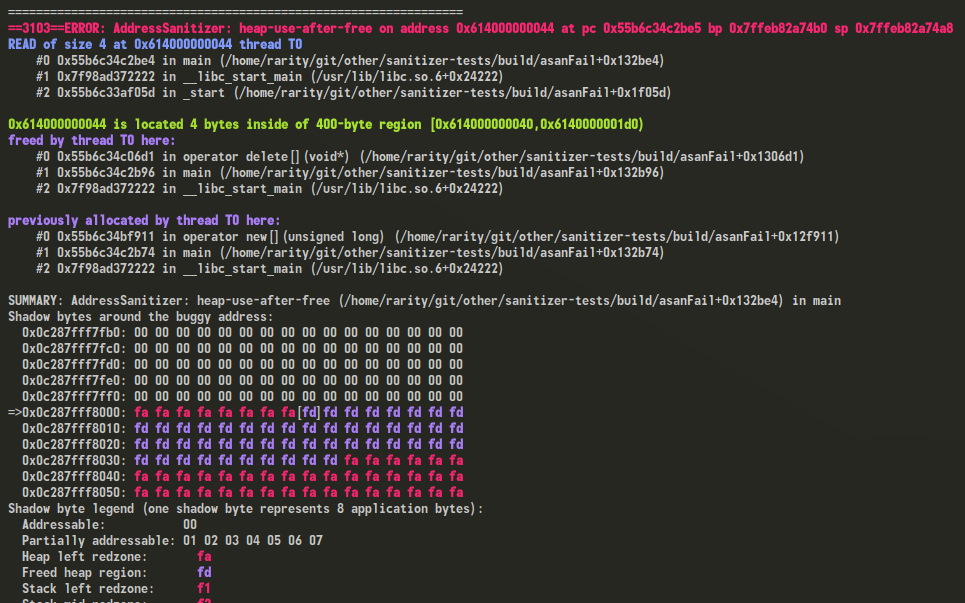 =================================================================
==3103==ERROR: AddressSanitizer: heap-use-after-free on address 0x614000000044 at pc 0x55b6c34c2be5 bp 0x7ffeb82a74b0 sp 0x7ffeb82a74a8
READ of size 4 at 0x614000000044 thread T0
    #0 0x55b6c34c2be4 in main (/home/rarity/git/other/sanitizer-tests/build/asanFail+0x132be4)
    #1 0x7f98ad372222 in __libc_start_main (/usr/lib/libc.so.6+0x24222)
    #2 0x55b6c33af05d in _start (/home/rarity/git/other/sanitizer-tests/build/asanFail+0x1f05d)

0x614000000044 is located 4 bytes inside of 400-byte region [0x614000000040,0x6140000001d0)
freed by thread T0 here:
    #0 0x55b6c34c06d1 in operator delete[](void*) (/home/rarity/git/other/sanitizer-tests/build/asanFail+0x1306d1)
    #1 0x55b6c34c2b96 in main (/home/rarity/git/other/sanitizer-tests/build/asanFail+0x132b96)
    #2 0x7f98ad372222 in __libc_start_main (/usr/lib/libc.so.6+0x24222)

previously allocated by thread T0 here:
    #0 0x55b6c34bf911 in operator new[](unsigned long) (/home/rarity/git/other/sanitizer-tests/build/asanFail+0x12f911)
    #1 0x55b6c34c2b74 in main (/home/rarity/git/other/sanitizer-tests/build/asanFail+0x132b74)
    #2 0x7f98ad372222 in __libc_start_main (/usr/lib/libc.so.6+0x24222)

SUMMARY: AddressSanitizer: heap-use-after-free (/home/rarity/git/other/sanitizer-tests/build/asanFail+0x132be4) in main
Shadow bytes around the buggy address:
  0x0c287fff7fb0: 00 00 00 00 00 00 00 00 00 00 00 00 00 00 00 00
  0x0c287fff7fc0: 00 00 00 00 00 00 00 00 00 00 00 00 00 00 00 00
  0x0c287fff7fd0: 00 00 00 00 00 00 00 00 00 00 00 00 00 00 00 00
  0x0c287fff7fe0: 00 00 00 00 00 00 00 00 00 00 00 00 00 00 00 00
  0x0c287fff7ff0: 00 00 00 00 00 00 00 00 00 00 00 00 00 00 00 00
=>0x0c287fff8000: fa fa fa fa fa fa fa fa[fd]fd fd fd fd fd fd fd
  0x0c287fff8010: fd fd fd fd fd fd fd fd fd fd fd fd fd fd fd fd
  0x0c287fff8020: fd fd fd fd fd fd fd fd fd fd fd fd fd fd fd fd
  0x0c287fff8030: fd fd fd fd fd fd fd fd fd fd fa fa fa fa fa fa
  0x0c287fff8040: fa fa fa fa fa fa fa fa fa fa fa fa fa fa fa fa
  0x0c287fff8050: fa fa fa fa fa fa fa fa fa fa fa fa fa fa fa fa
Shadow byte legend (one shadow byte represents 8 application bytes):
  Addressable:           00
  Partially addressable: 01 02 03 04 05 06 07
  Heap left redzone:       fa
  Freed heap region:       fd
  Stack left redzone:      f1